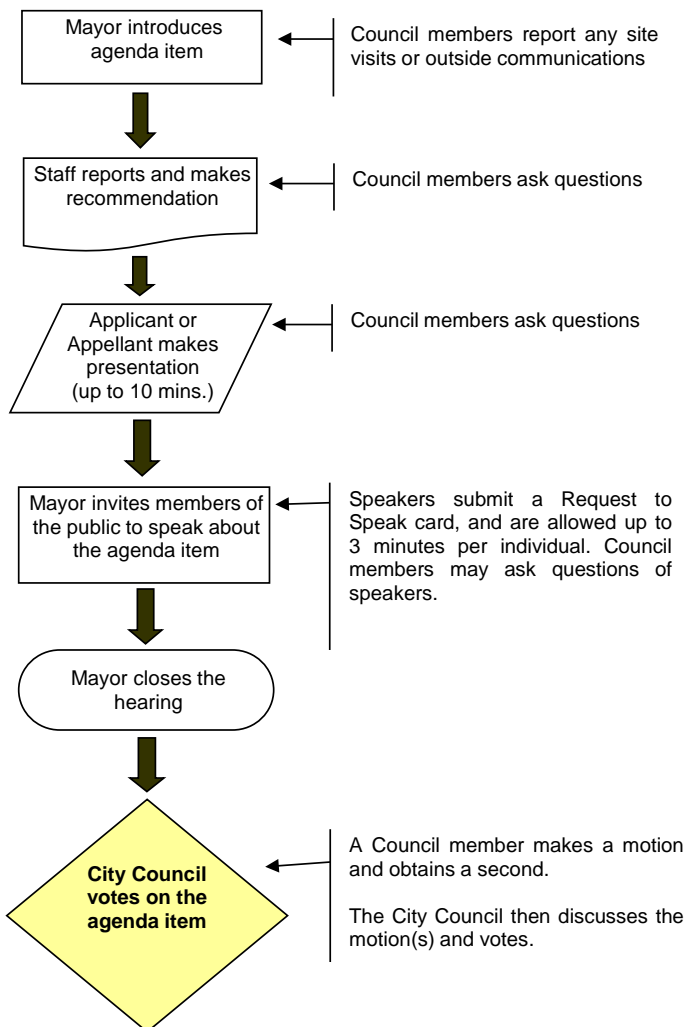 Mayor introduces
agenda item
Council members report any site
visits or outside communications
Staff reports and makes
recommendation
Council members ask questions
Applicant or
Appellant makes
presentation
(up to 10 mins.)
Council members ask questions
Mayor invites members of
the public to speak about
the agenda item
Speakers submit a Request to
Speak card, and are allowed up to
3 minutes per individual. Council
members may ask questions of
speakers.
Mayor closes the
hearing
City Council
votes on the
agenda item
A Council member makes a motion
and obtains a second.
The City Council then discusses the
motion(s) and votes.